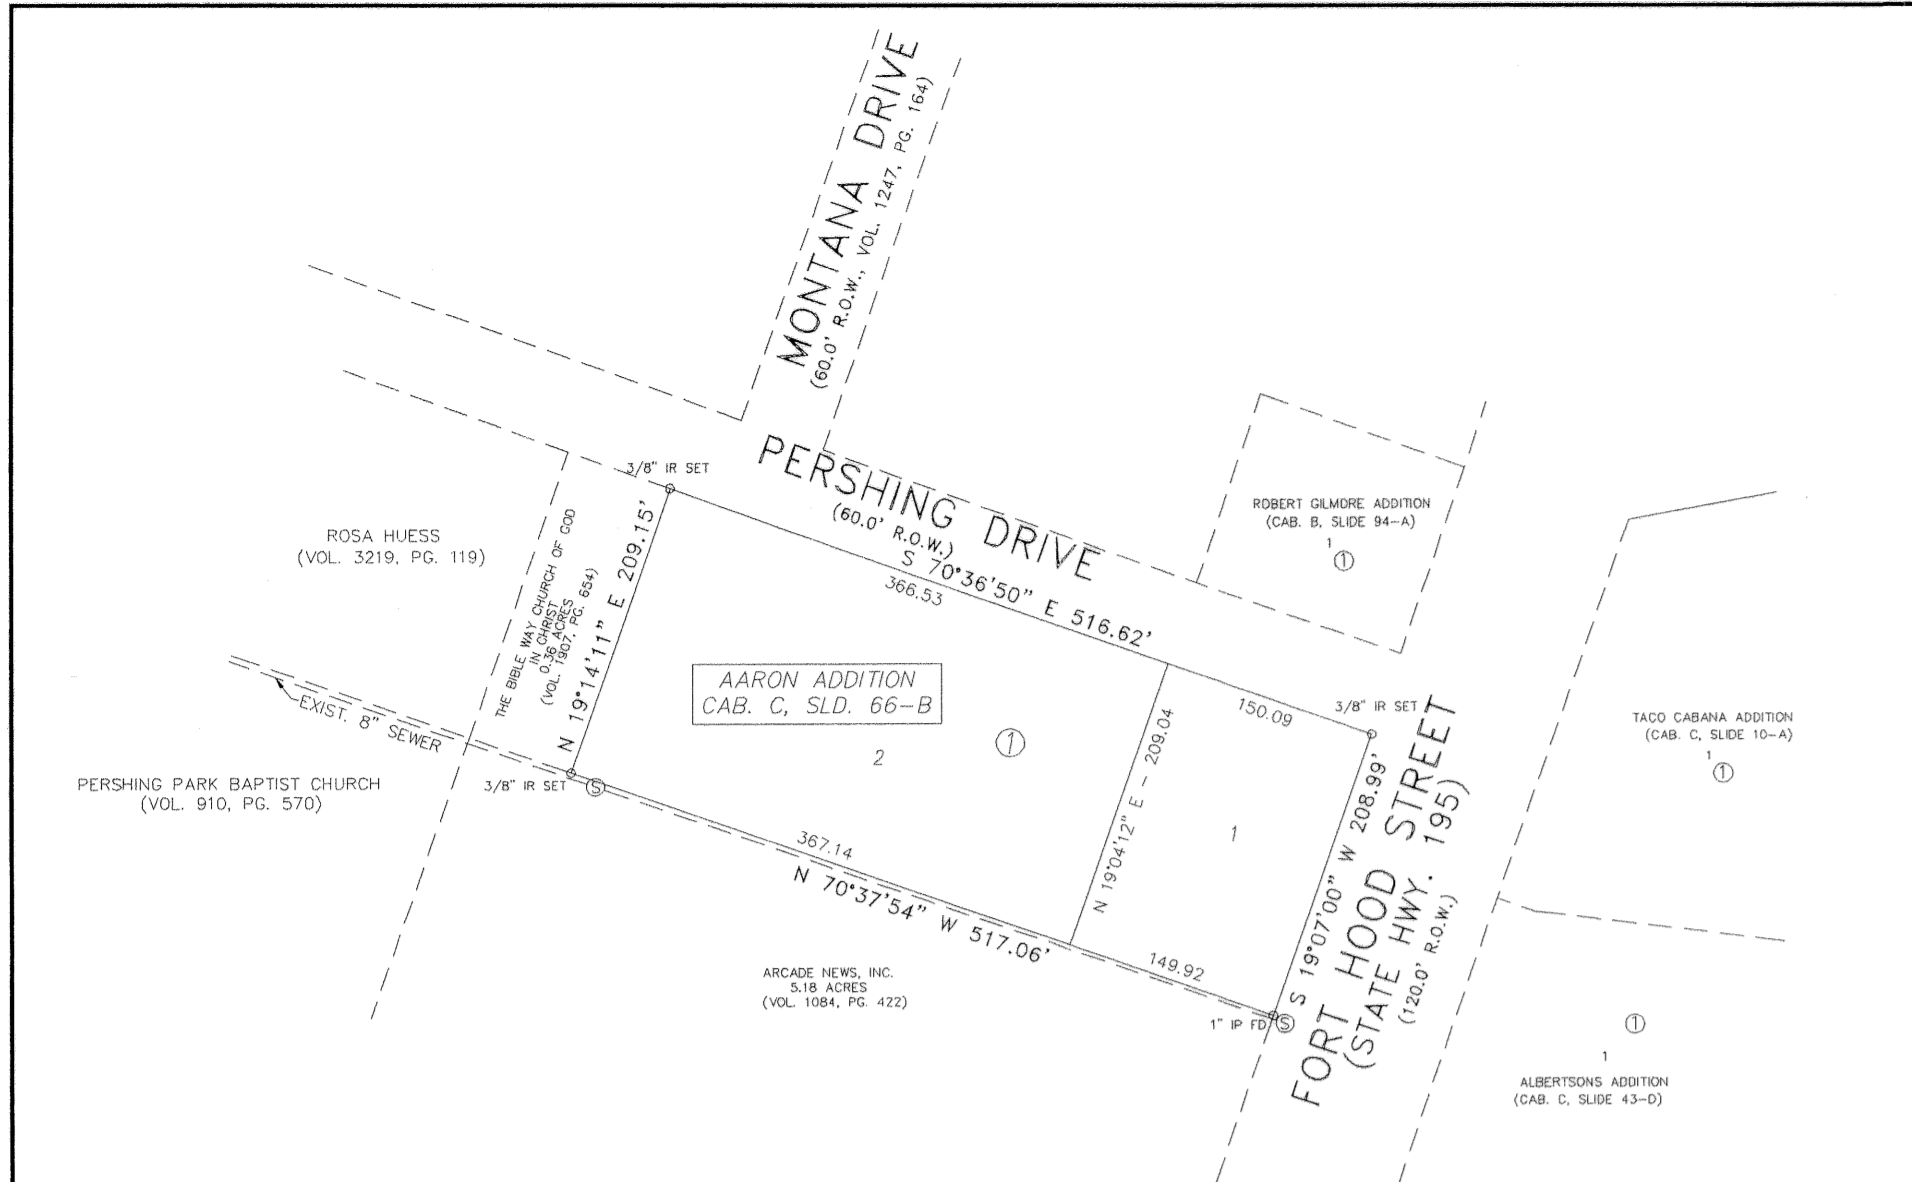 MONTANA DRIVE
(60.0' R.O.W., VOL. 1247, PG. 164)
PERSHING DRIVE
(60.0' R.O.W.)
S 70°36'50" E 516.62'
366.53
3/8" IR SET
ROBERT GILMORE ADDITION
(CAB. B, SLIDE 94-A)
1
1
ROSA HUESS
(VOL. 3219, PG. 119)
THE BIBLE WAY CHURCH OF GOD
IN CHRIST
0.36 ACRES
(VOL. 1907, PG. 654)
N 19°14'11" E 209.15'
AARON ADDITION
CAB. C, SLD. 66-B
1
2
N 19°04'12" E - 209.04
150.09
3/8" IR SET
1
S 19°07'00" W 208.99'
FORT HOOD STREET
(STATE HWY. 195)
(120.0' R.O.W.)
TACO CABANA ADDITION
(CAB. C, SLIDE 10-A)
1
1
EXIST. 8" SEWER
PERSHING PARK BAPTIST CHURCH
(VOL. 910, PG. 570)
3/8" IR SET
S
367.14
N 70°37'54" W 517.06'
149.92
ARCADE NEWS, INC.
5.18 ACRES
(VOL. 1084, PG. 422)
1" IP FD
S
1
1
ALBERTSONS ADDITION
(CAB. C, SLIDE 43-D)